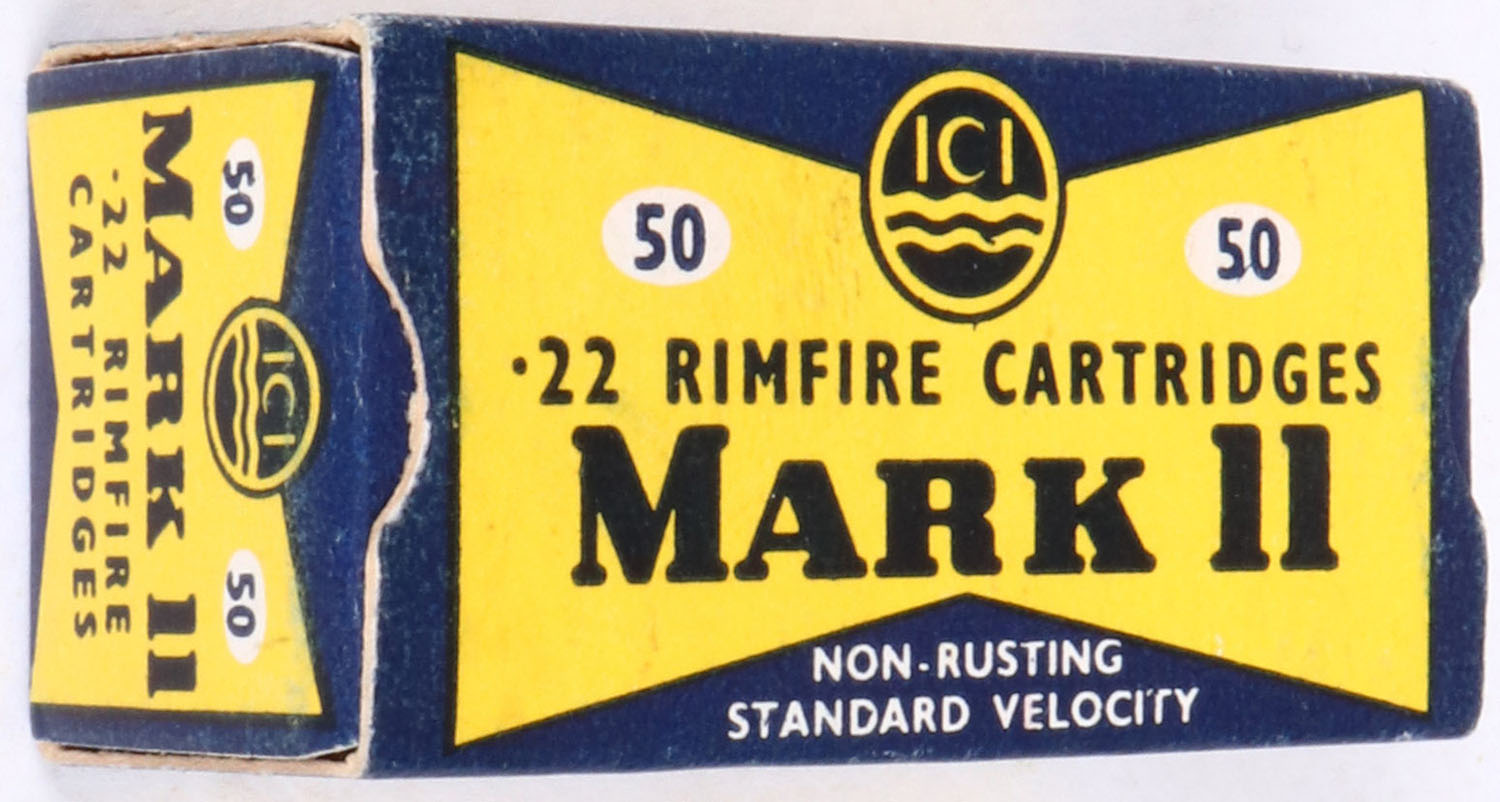 ICI
50 50
·22 RIMFIRE CARTRIDGES
MARK II
NON-RUSTING
STANDARD VELOCITY
50 ICI 50
MARK II
·22 RIMFIRE
CARTRIDGES